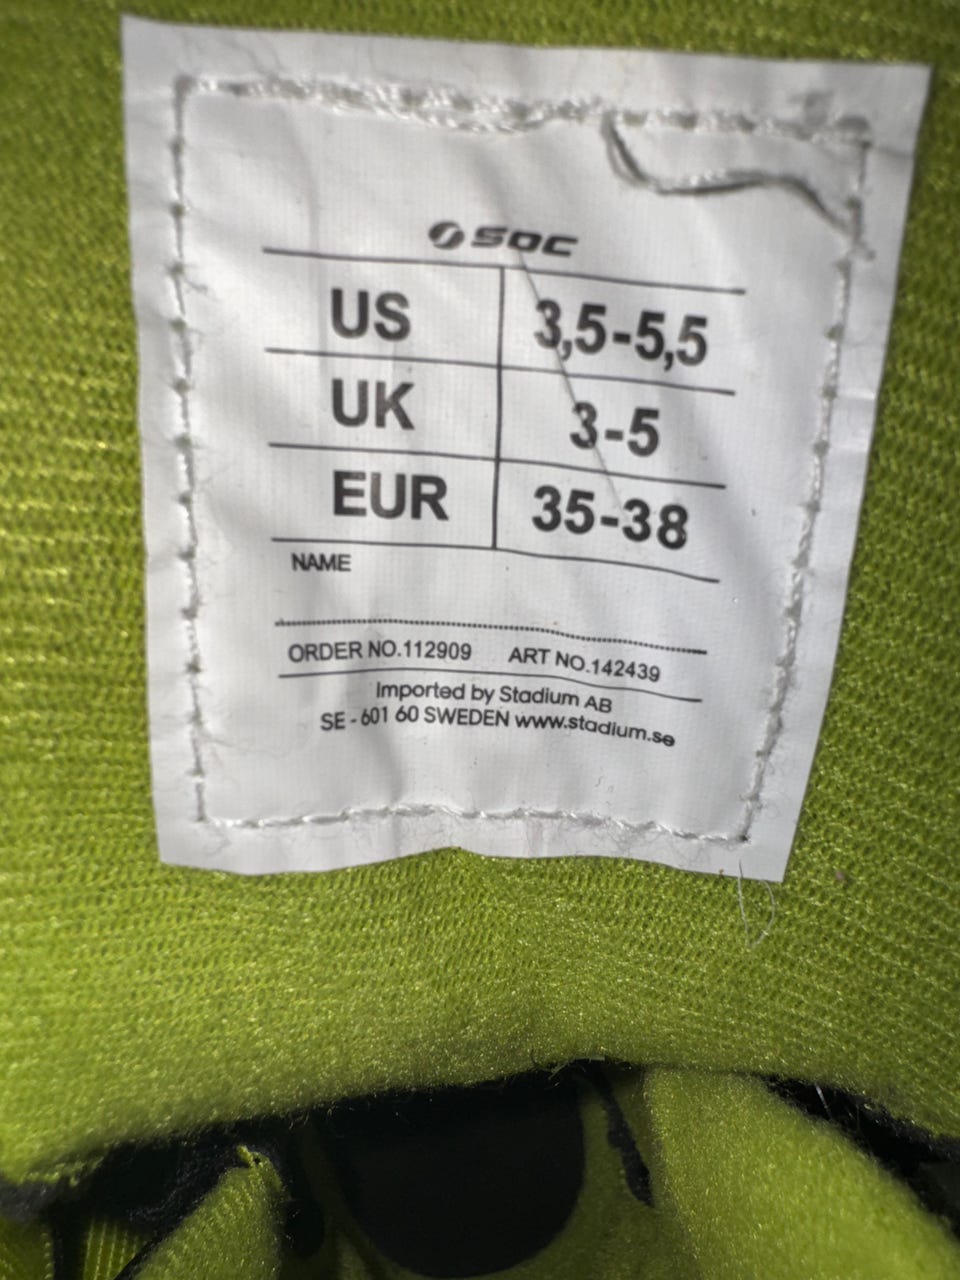 SOC
US 3,5-5,5
UK 3-5
EUR 35-38
NAME
ORDER NO.112909 ART NO.142439
Imported by Stadium AB
SE - 601 60 SWEDEN www.stadium.se